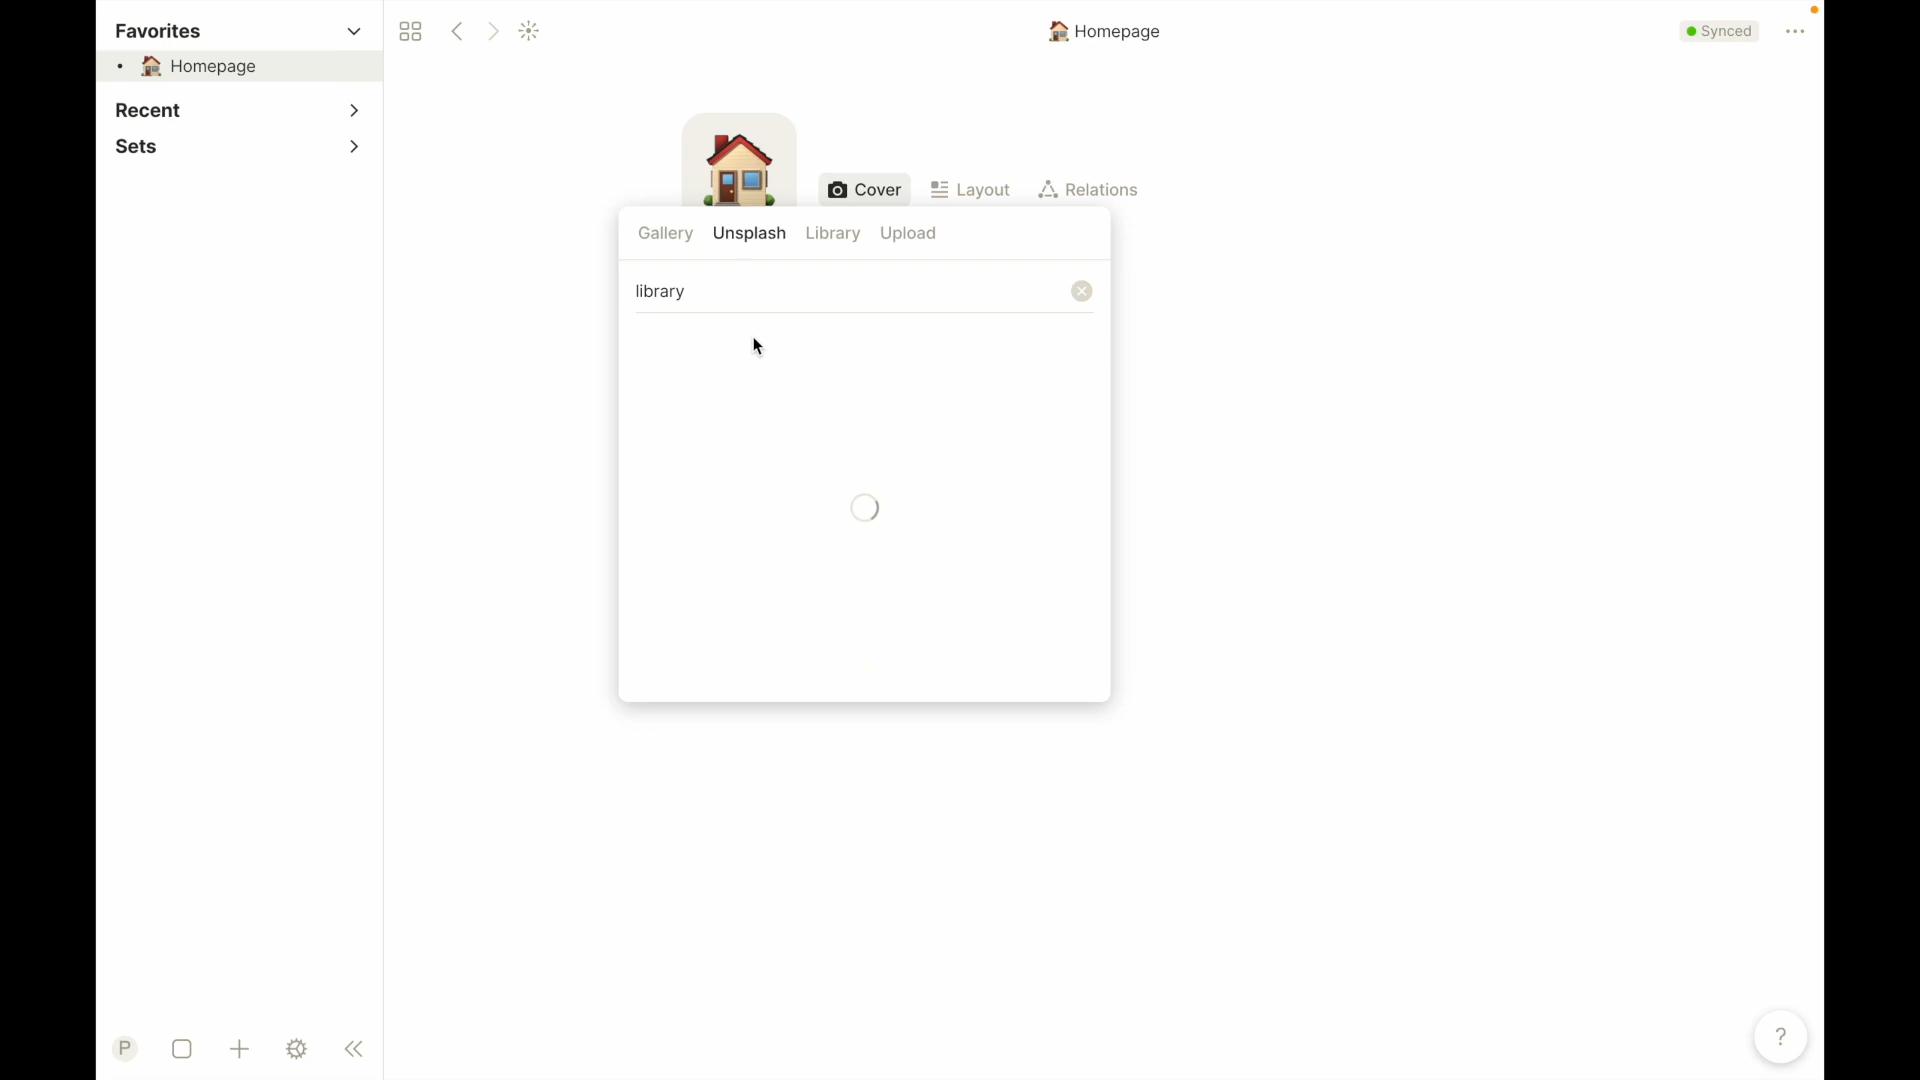 Favorites
Homepage
Recent
Sets
Homepage
Synced
Cover
Layout
Relations
Gallery
Unsplash
Library
Upload
library
P
?